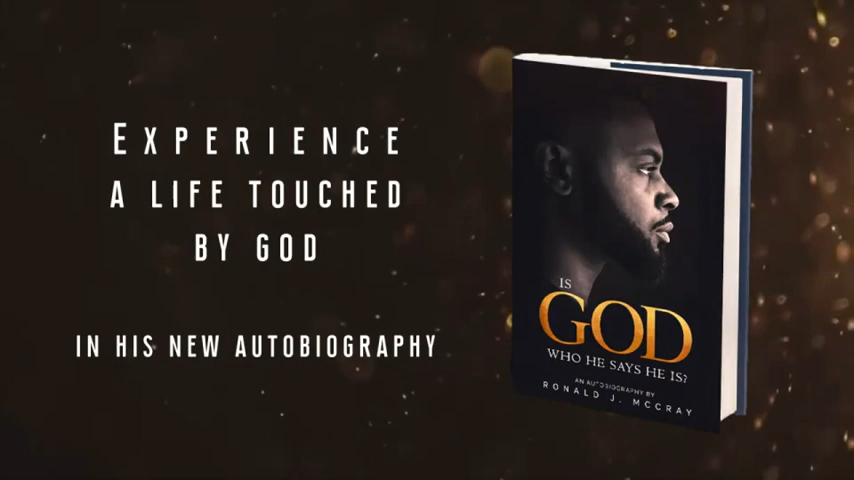 EXPERIENCE
A LIFE TOUCHED
BY GOD
IN HIS NEW AUTOBIOGRAPHY
IS
GOD
WHO HE SAYS HE IS?
AN AUTOBIOGRAPHY BY
RONALD J. MCCRAY